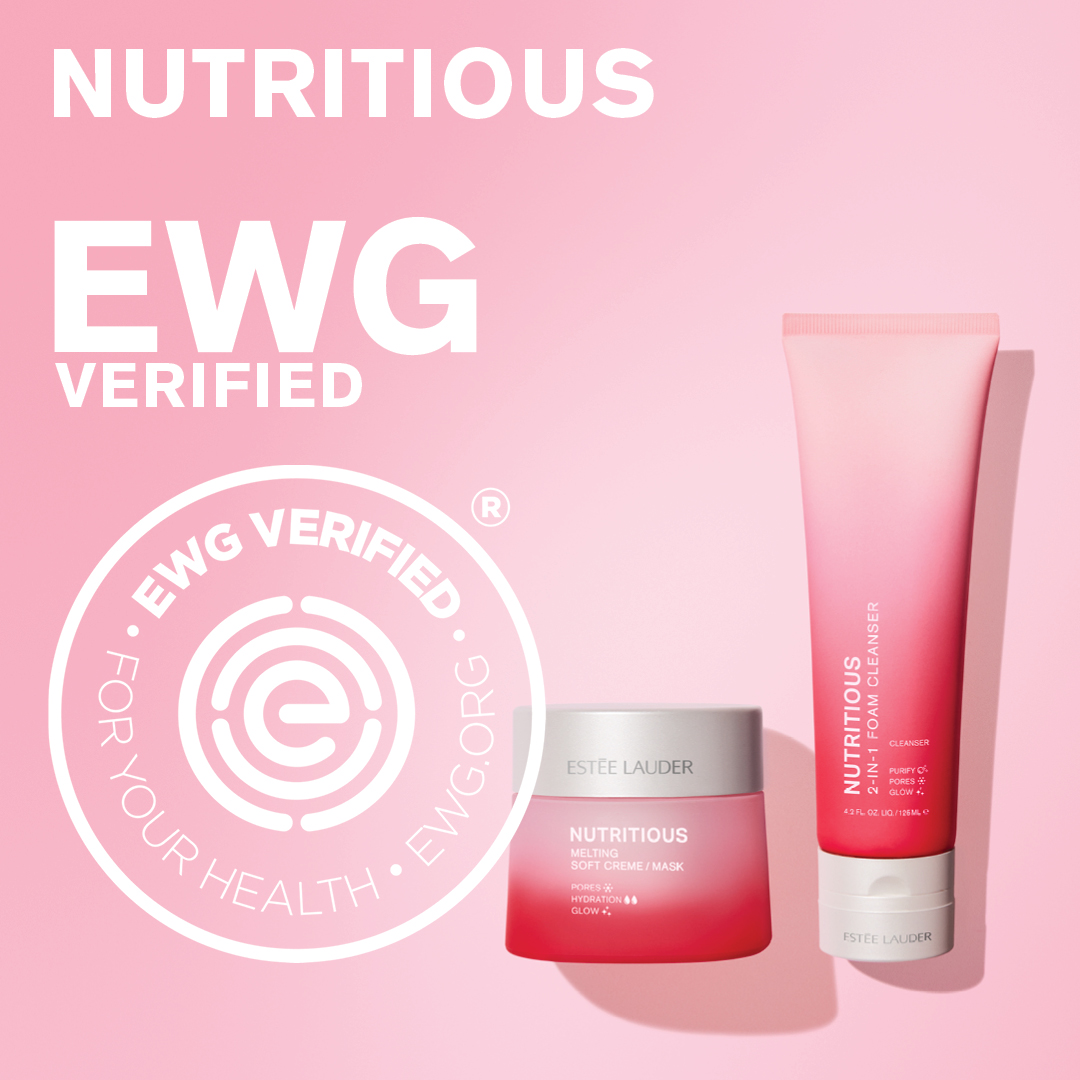 NUTRITIOUS
EWG
VERIFIED
®
• EWG VERIFIED •
FOR YOUR HEALTH • EWG.ORG
e
ESTĒE LAUDER
NUTRITIOUS
MELTING
SOFT CREME / MASK
PORES
HYDRATION
GLOW
NUTRITIOUS
2-IN-1 FOAM CLEANSER
CLEANSER
PURIFY
PORES
GLOW
4.2 FL. OZ. LIQ. / 125 ML ℮
ESTĒE LAUDER